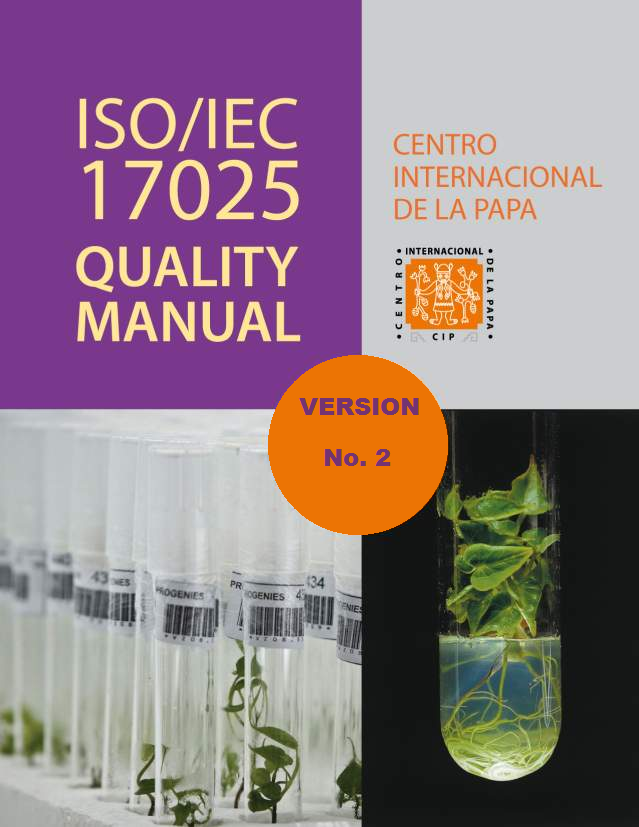 ISO/IEC
17025
QUALITY
MANUAL
CENTRO
INTERNACIONAL
DE LA PAPA
CENTRO
INTERNACIONAL
DE LA PAPA
CIP
VERSION
No. 2
434
PROGENIES
PROGENIES
434